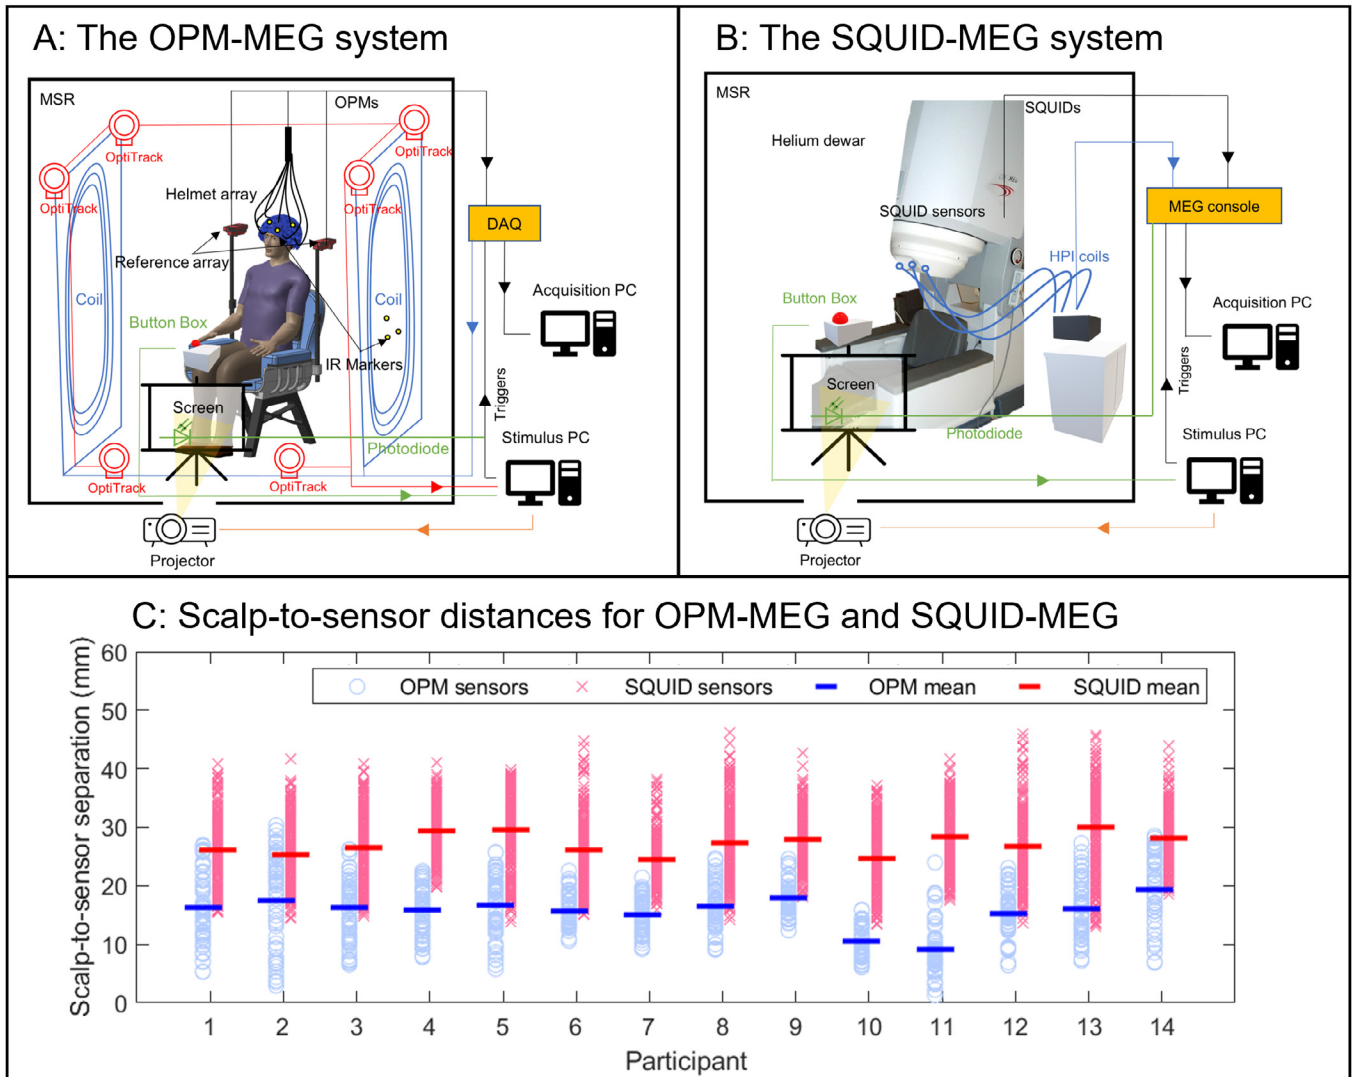 A: The OPM-MEG system
MSR
OPMs
OptiTrack
OptiTrack
OptiTrack
OptiTrack
Helmet array
DAQ
Reference array
Coil
Coil
Acquisition PC
Button Box
IR Markers
Triggers
Screen
Stimulus PC
Photodiode
OptiTrack
OptiTrack
Projector
B: The SQUID-MEG system
MSR
SQUIDs
Helium dewar
SQUID sensors
MEG console
HPI coils
Button Box
Acquisition PC
Triggers
Screen
Stimulus PC
Photodiode
Projector
C: Scalp-to-sensor distances for OPM-MEG and SQUID-MEG
Scalp-to-sensor separation (mm)
60
50
40
30
20
10
0
OPM sensors SQUID sensors OPM mean SQUID mean
1 2 3 4 5 6 7 8 9 10 11 12 13 14
Participant